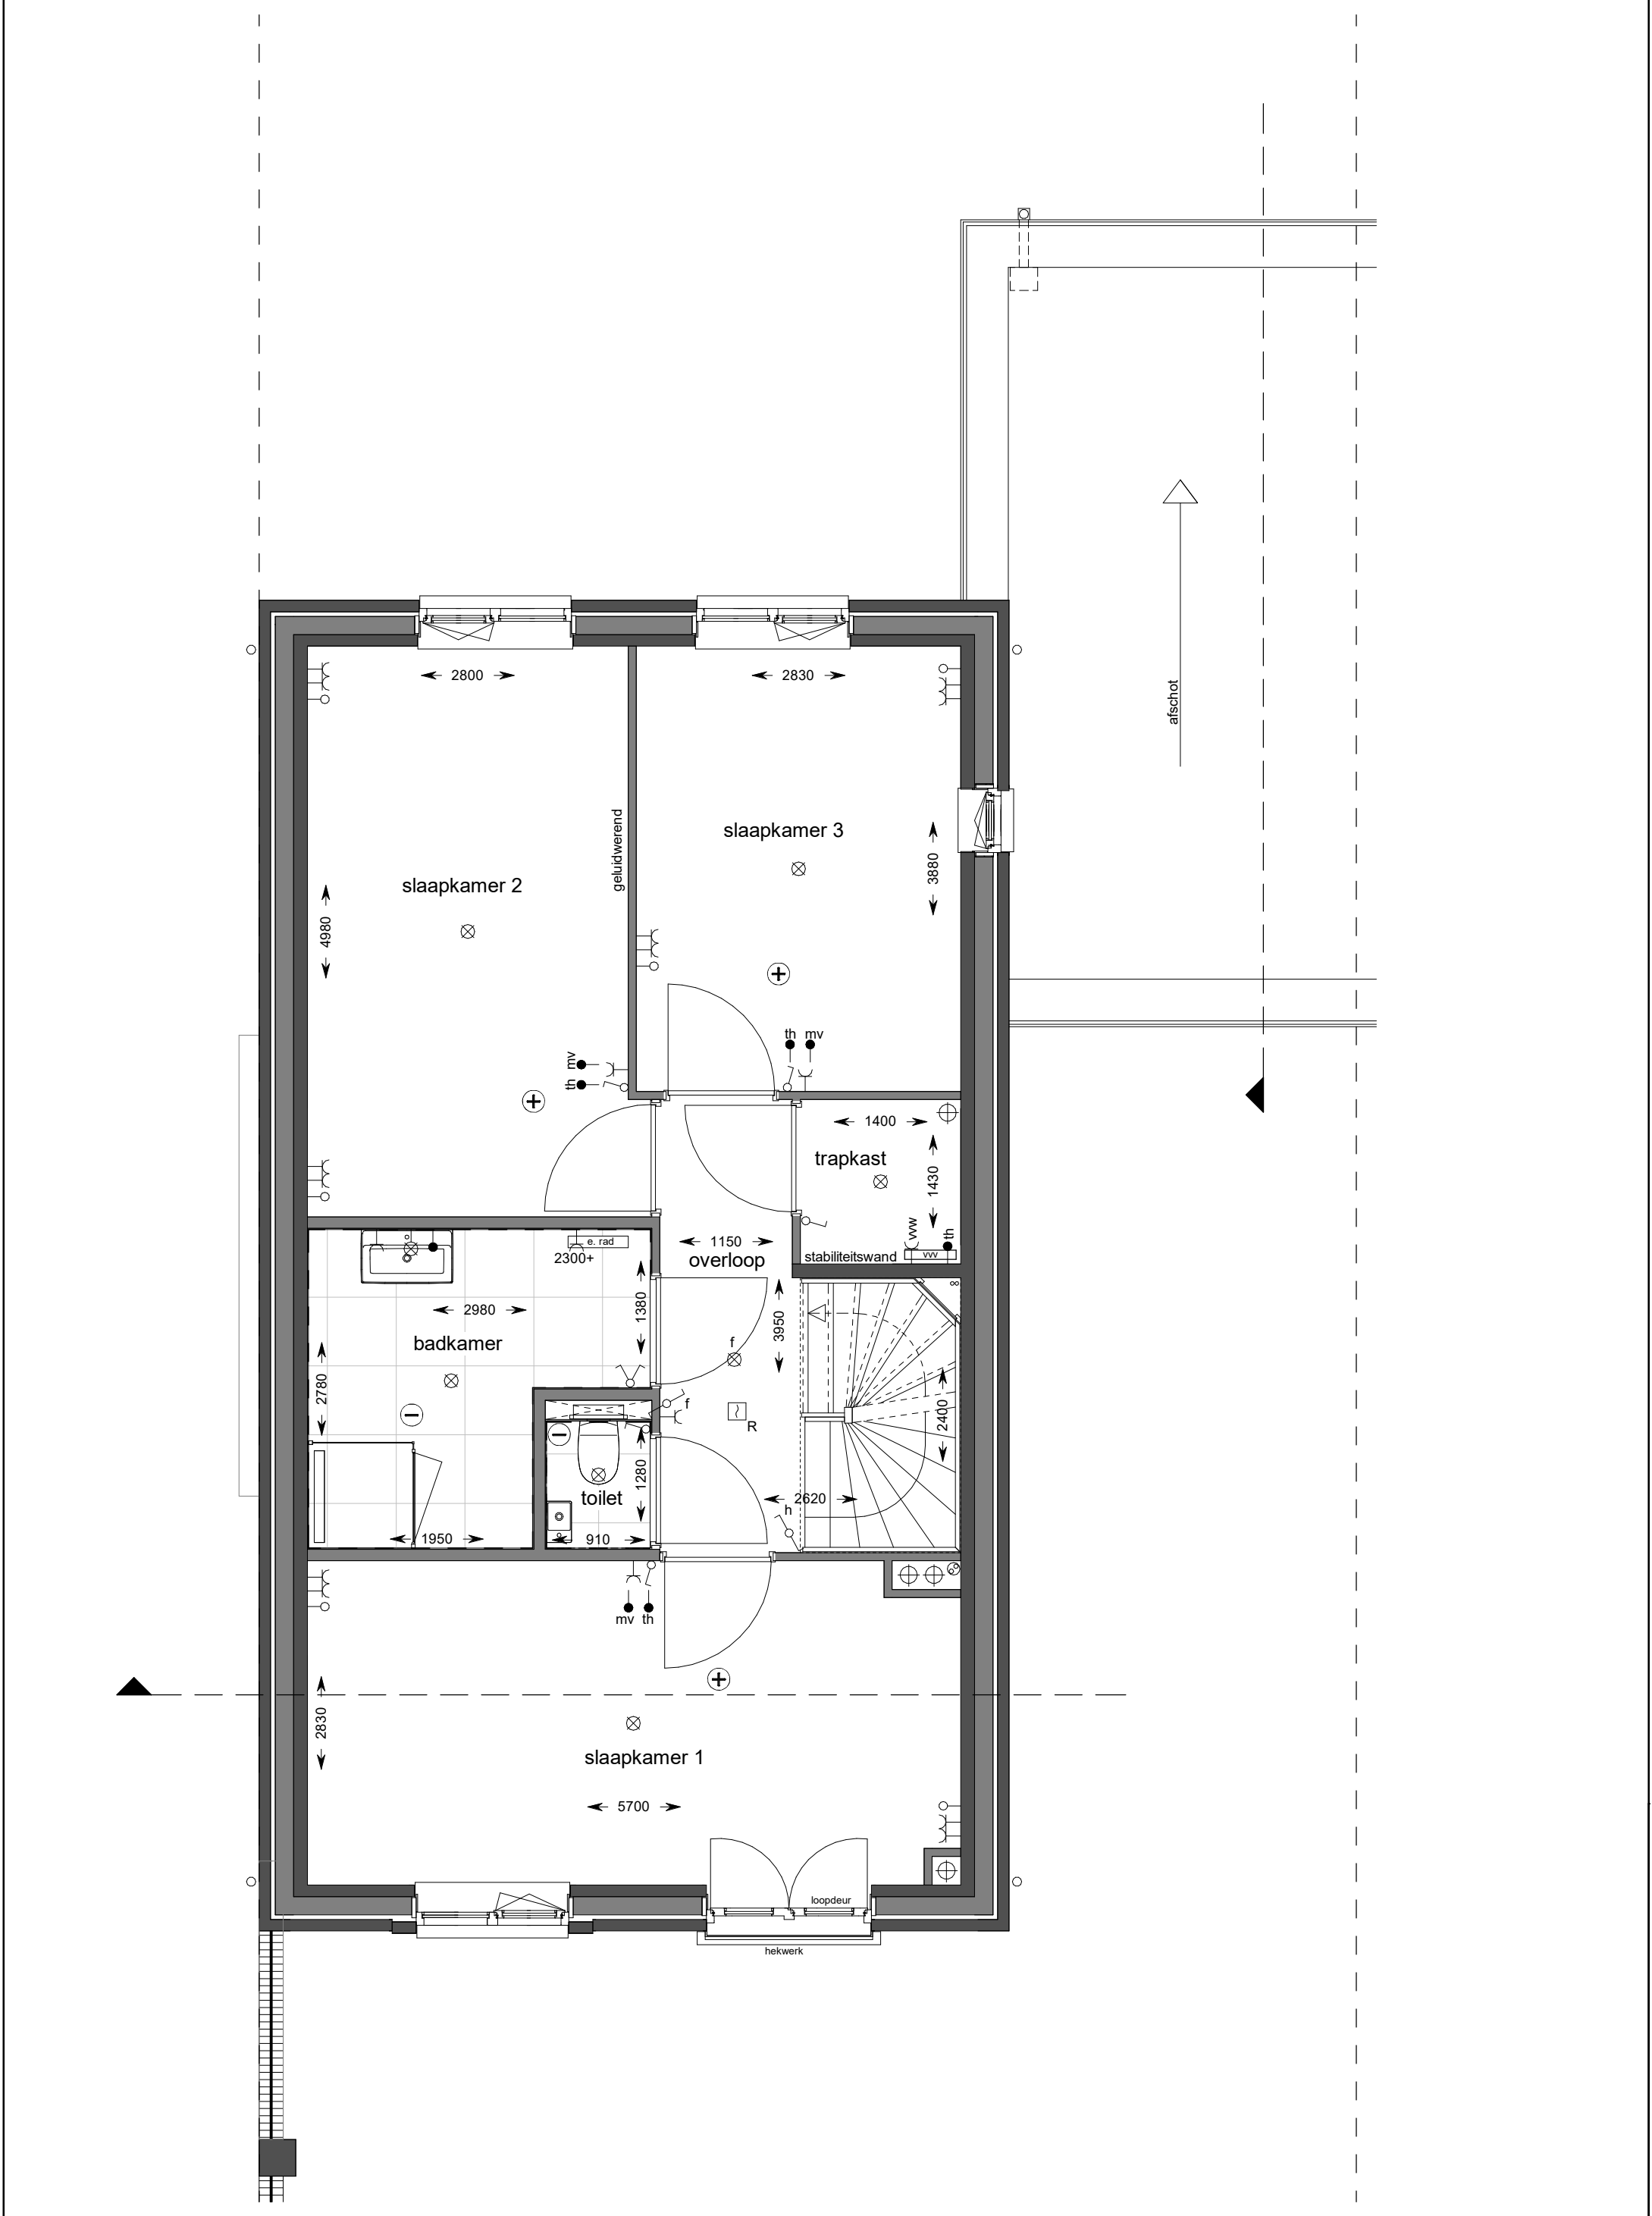 2800
2830
afschot
geluidwerend
slaapkamer 3
3880
slaapkamer 2
4980
th mv
mv
th
1400
trapkast
1430
vvw
th
vvv
stabiliteitswand
e. rad
2300+
1150
overloop
1380
2980
badkamer
3950
f
2780
f
R
2400
1280
toilet
2620
h
1950
910
8
mv th
2830
slaapkamer 1
5700
loopdeur
hekwerk